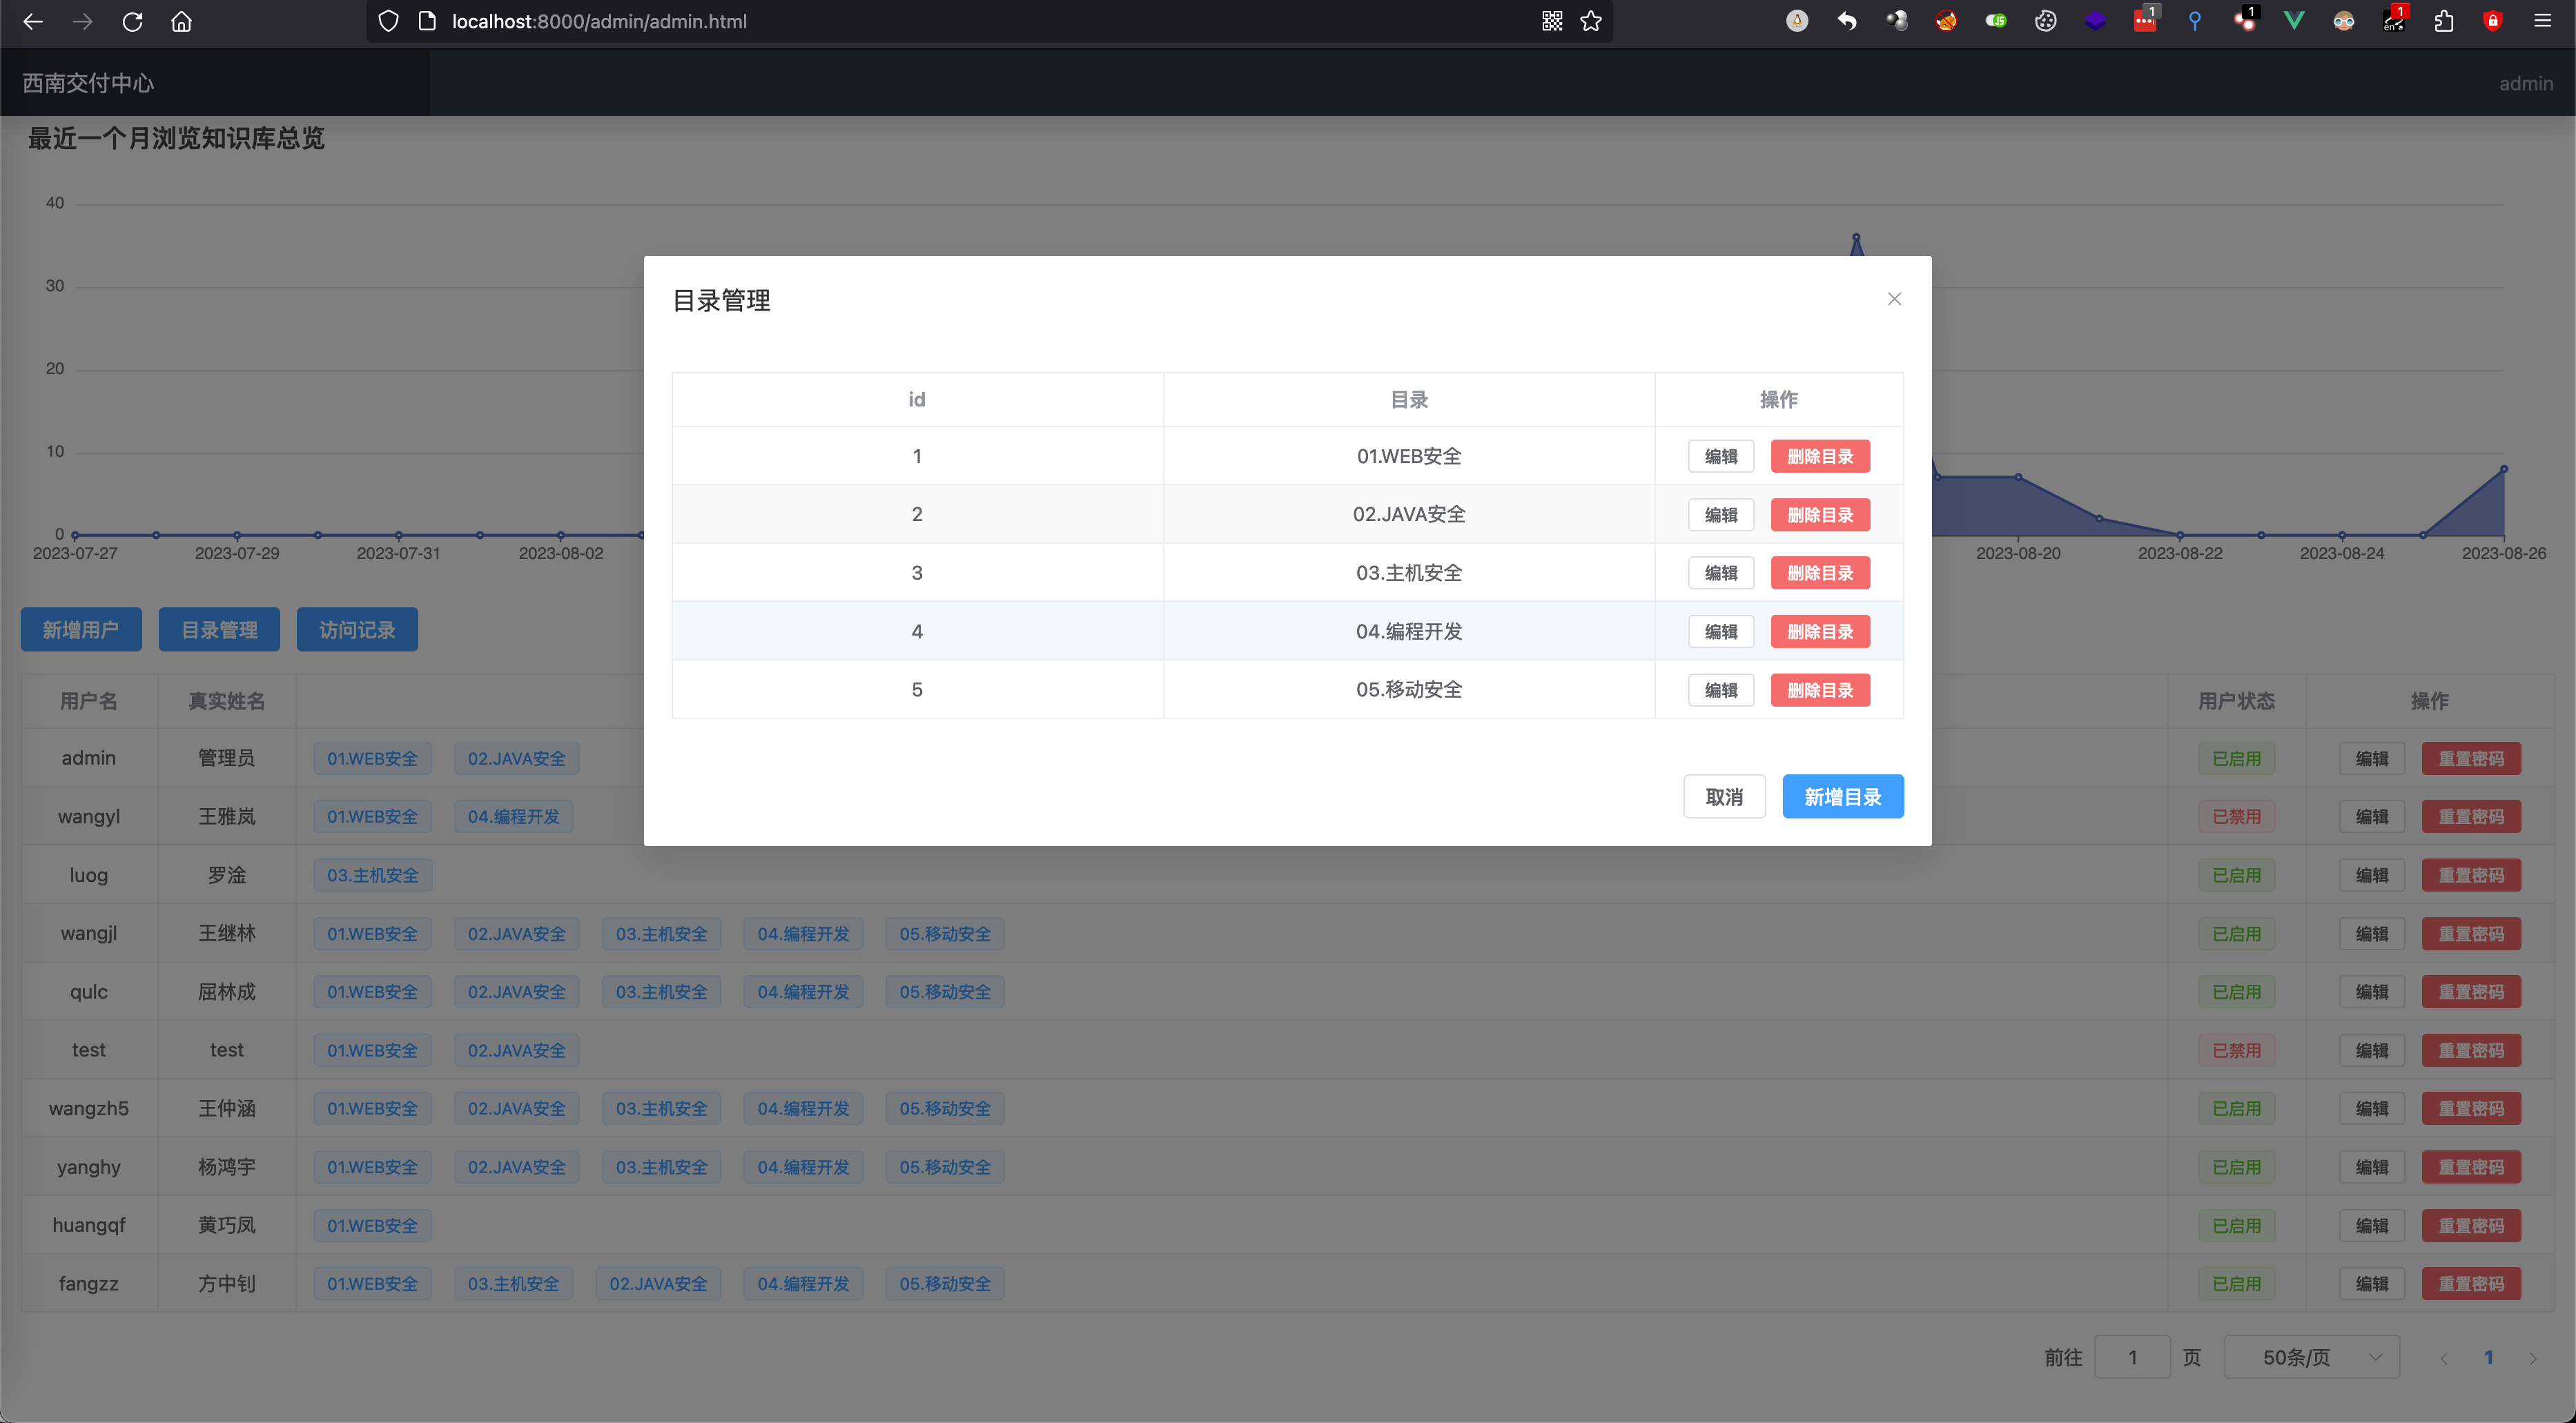 localhost:8000/admin/admin.html
1
1
1
en
JS
西南交付中心
admin
最近一个月浏览知识库总览
40
30
20
10
0
2023-07-27 2023-07-29 2023-07-31 2023-08-02 2023-08-20 2023-08-22 2023-08-24 2023-08-26
目录管理
id 目录 操作
1 01.WEB安全 编辑 删除目录
2 02.JAVA安全 编辑 删除目录
3 03.主机安全 编辑 删除目录
4 04.编程开发 编辑 删除目录
5 05.移动安全 编辑 删除目录
取消 新增目录
新增用户 目录管理 访问记录
用户名 真实姓名 用户状态 操作
admin 管理员 01.WEB安全 02.JAVA安全 已启用 编辑 重置密码
wangyl 王雅岚 01.WEB安全 04.编程开发 已禁用 编辑 重置密码
luog 罗淦 03.主机安全 已启用 编辑 重置密码
wangjl 王继林 01.WEB安全 02.JAVA安全 03.主机安全 04.编程开发 05.移动安全 已启用 编辑 重置密码
qulc 屈林成 01.WEB安全 02.JAVA安全 03.主机安全 04.编程开发 05.移动安全 已启用 编辑 重置密码
test test 01.WEB安全 02.JAVA安全 已禁用 编辑 重置密码
wangzh5 王仲涵 01.WEB安全 02.JAVA安全 03.主机安全 04.编程开发 05.移动安全 已启用 编辑 重置密码
yanghy 杨鸿宇 01.WEB安全 02.JAVA安全 03.主机安全 04.编程开发 05.移动安全 已启用 编辑 重置密码
huangqf 黄巧凤 01.WEB安全 已启用 编辑 重置密码
fangzz 方中钊 01.WEB安全 03.主机安全 02.JAVA安全 04.编程开发 05.移动安全 已启用 编辑 重置密码
前往 1 页 50条/页 1